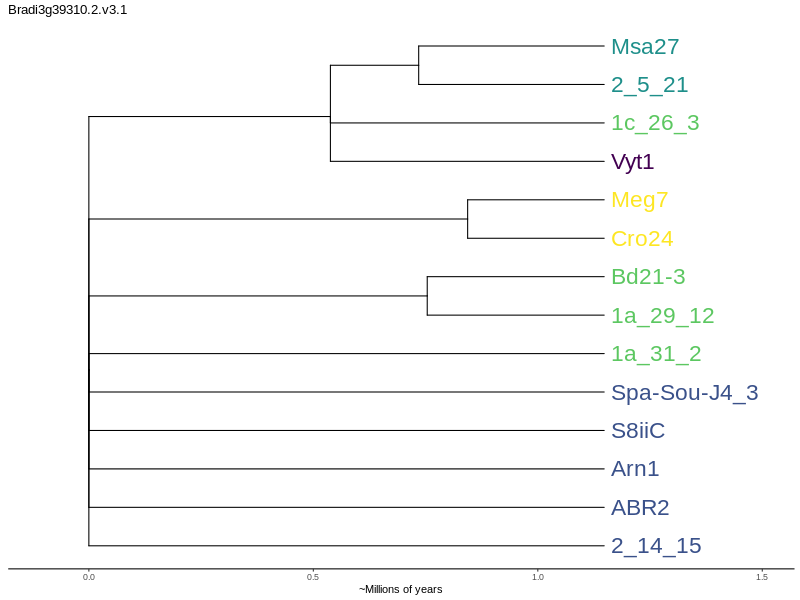 Bradi3g39310.2.v3.1
Msa27
2_5_21
1c_26_3
Vyt1
Meg7
Cro24
Bd21-3
1a_29_12
1a_31_2
Spa-Sou-J4_3
S8iiC
Arn1
ABR2
2_14_15
0.0 0.5 1.0 1.5
~Millions of years